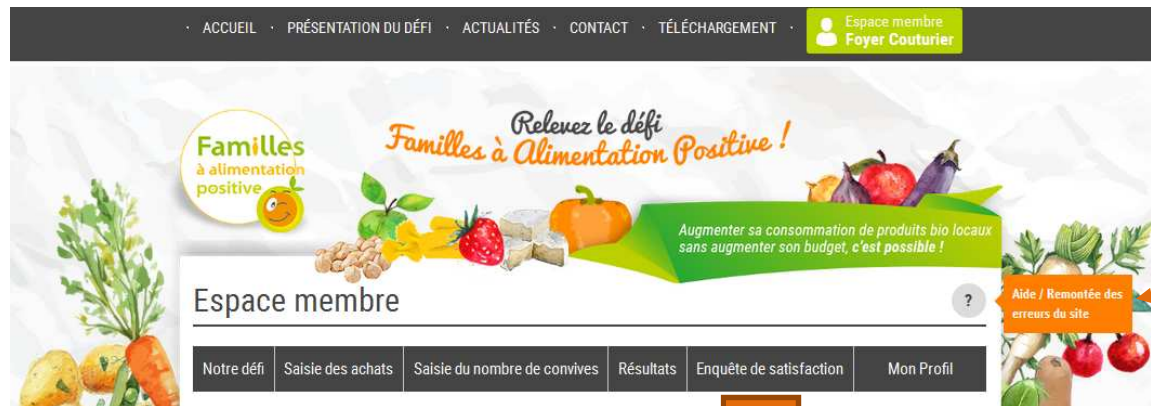 · ACCUEIL · PRÉSENTATION DU DÉFI · ACTUALITÉS · CONTACT · TÉLÉCHARGEMENT ·
Espace membre
Foyer Couturier
Relevez le défi
Familles à Alimentation Positive !
Familles
à alimentation
positive
Augmenter sa consommation de produits bio locaux
sans augmenter son budget, c'est possible !
Espace membre
?
Aide / Remontée des
erreurs du site
Notre défi Saisie des achats Saisie du nombre de convives Résultats Enquête de satisfaction Mon Profil